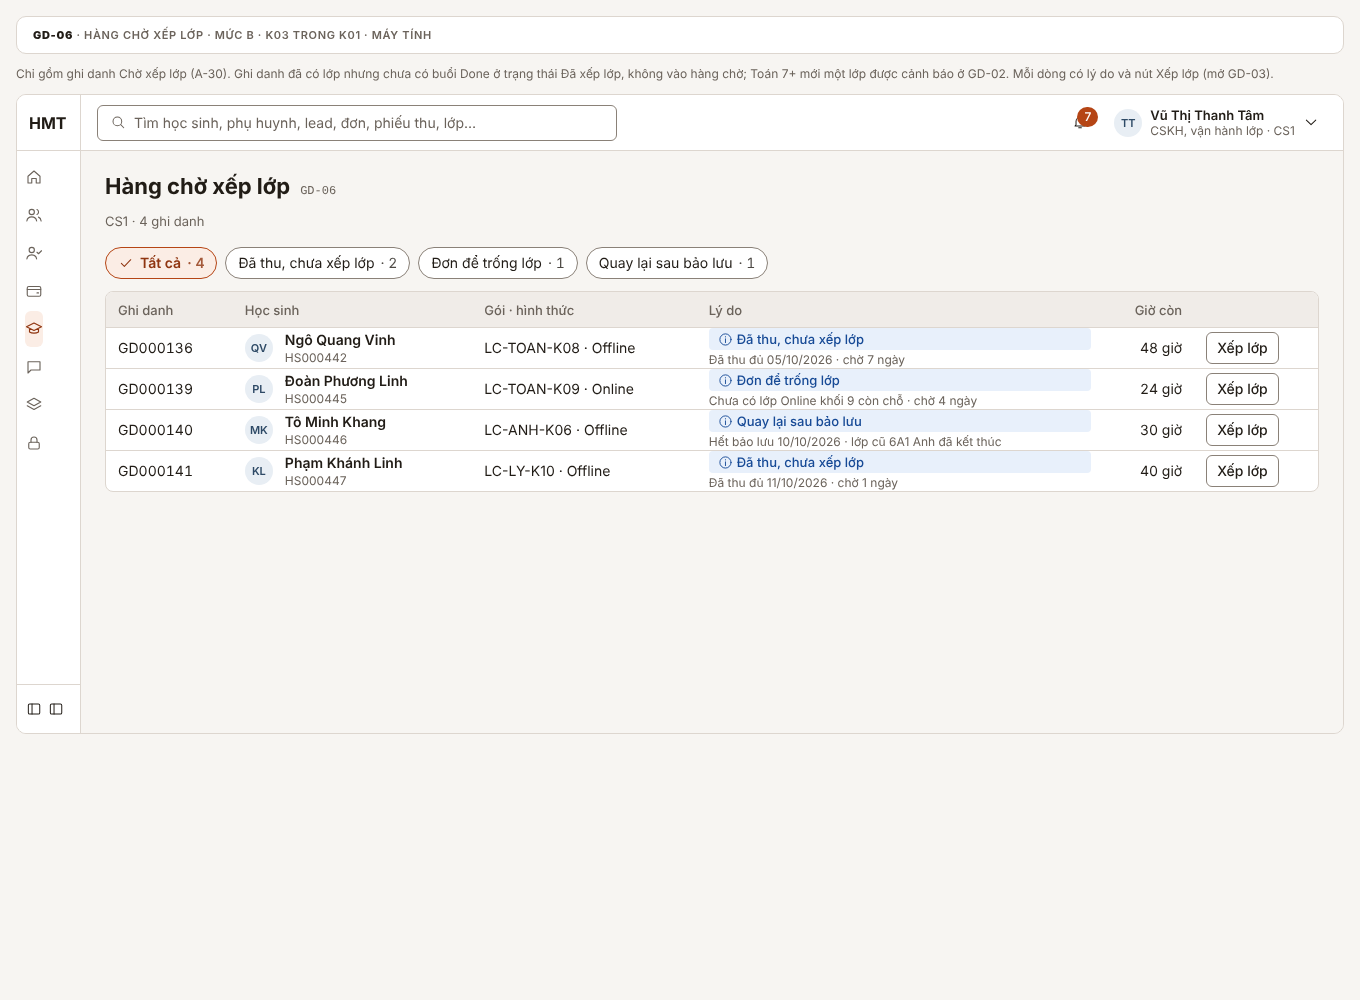 GD-06 · HÀNG CHỜ XẾP LỚP · MỨC B · K03 TRONG K01 · MÁY TÍNH
Chỉ gồm ghi danh Chờ xếp lớp (A-30). Ghi danh đã có lớp nhưng chưa có buổi Done ở trạng thái Đã xếp lớp, không vào hàng chờ; Toán 7+ mới một lớp được cảnh báo ở GD-02. Mỗi dòng có lý do và nút Xếp lớp (mở GD-03).
HMT
Tìm học sinh, phụ huynh, lead, đơn, phiếu thu, lớp...
7
TT
Vũ Thị Thanh Tâm
CSKH, vận hành lớp · CS1
Hàng chờ xếp lớp GD-06
CS1 · 4 ghi danh
Tất cả · 4
Đã thu, chưa xếp lớp · 2
Đơn để trống lớp · 1
Quay lại sau bảo lưu · 1
Ghi danh Học sinh Gói · hình thức Lý do Giờ còn
GD000136 QV Ngô Quang Vinh LC-TOAN-K08 · Offline Đã thu, chưa xếp lớp 48 giờ Xếp lớp
HS000442 Đã thu đủ 05/10/2026 · chờ 7 ngày
GD000139 PL Đoàn Phương Linh LC-TOAN-K09 · Online Đơn để trống lớp 24 giờ Xếp lớp
HS000445 Chưa có lớp Online khối 9 còn chỗ · chờ 4 ngày
GD000140 MK Tô Minh Khang LC-ANH-K06 · Offline Quay lại sau bảo lưu 30 giờ Xếp lớp
HS000446 Hết bảo lưu 10/10/2026 · lớp cũ 6A1 Anh đã kết thúc
GD000141 KL Phạm Khánh Linh LC-LY-K10 · Offline Đã thu, chưa xếp lớp 40 giờ Xếp lớp
HS000447 Đã thu đủ 11/10/2026 · chờ 1 ngày